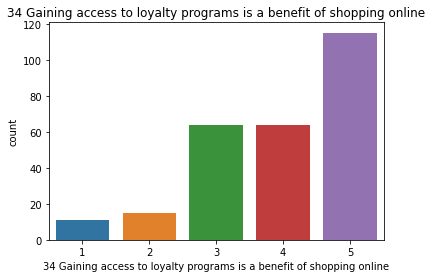 34 Gaining access to loyalty programs is a benefit of shopping online
120
100
80
60
40
20
0
count
1 2 3 4 5
34 Gaining access to loyalty programs is a benefit of shopping online